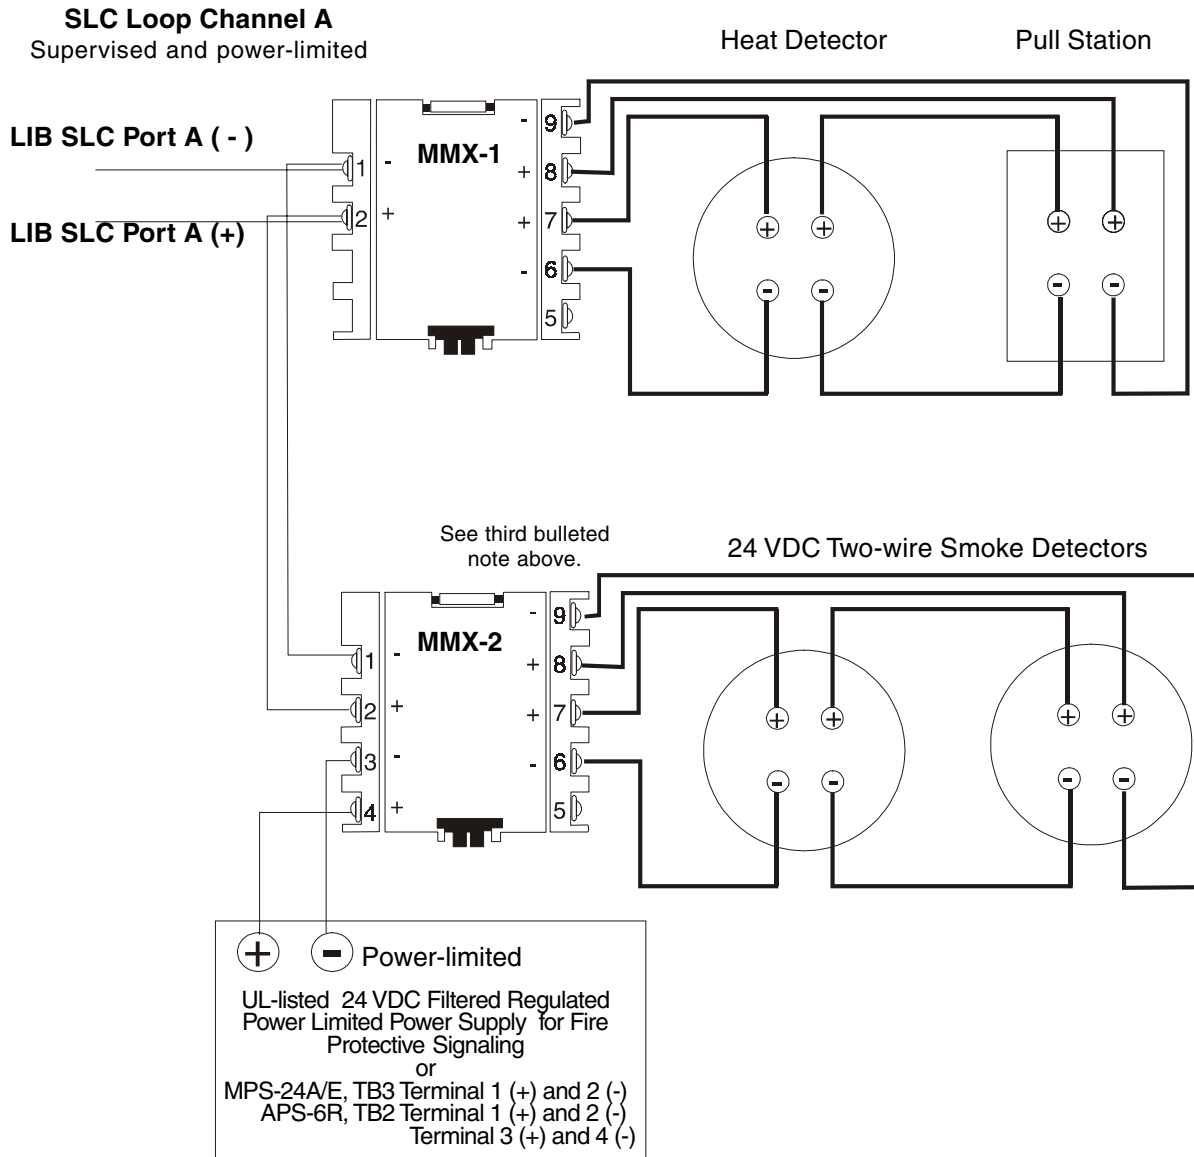 SLC Loop Channel A
Supervised and power-limited
Heat Detector
Pull Station
LIB SLC Port A ( - )
LIB SLC Port A (+)
MMX-1
1 -
2 +
- 9
+ 8
+ 7
- 6
5
+ + + +
- - - -
See third bulleted
note above.
24 VDC Two-wire Smoke Detectors
MMX-2
1 -
2 +
3 -
4 +
- 9
+ 8
+ 7
- 6
5
+ + + +
- - - -
+ - Power-limited
UL-listed 24 VDC Filtered Regulated
Power Limited Power Supply for Fire
Protective Signaling
or
MPS-24A/E, TB3 Terminal 1 (+) and 2 (-)
APS-6R, TB2 Terminal 1 (+) and 2 (-)
Terminal 3 (+) and 4 (-)